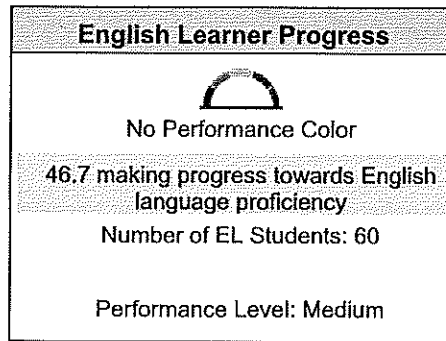 English Learner Progress
No Performance Color
46.7 making progress towards English
language proficiency
Number of EL Students: 60
Performance Level: Medium